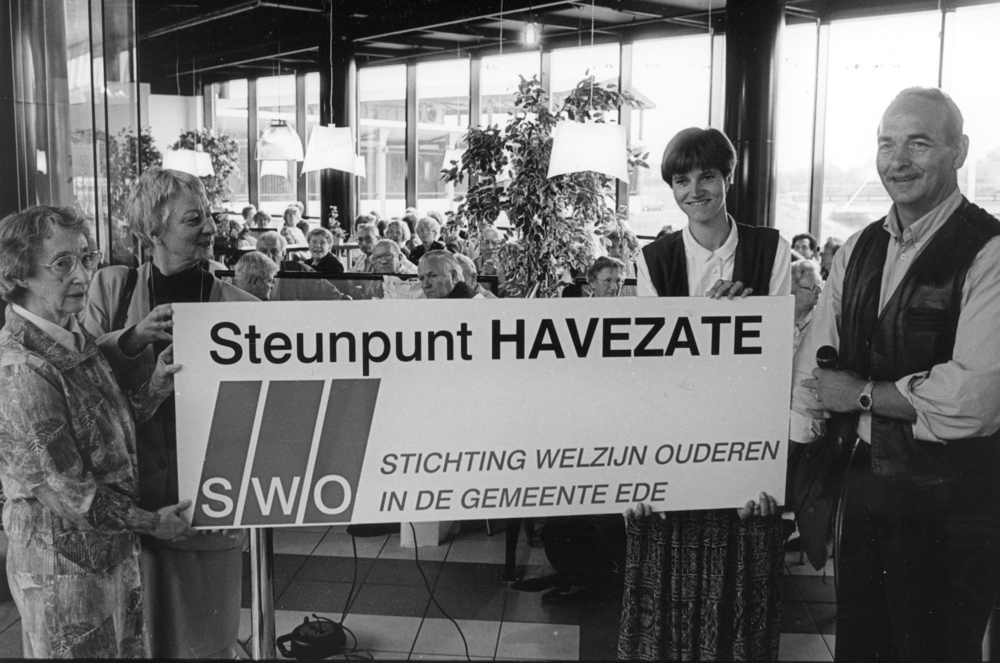 Steunpunt HAVEZATE
SWO
STICHTING WELZIJN OUDEREN
IN DE GEMEENTE EDE